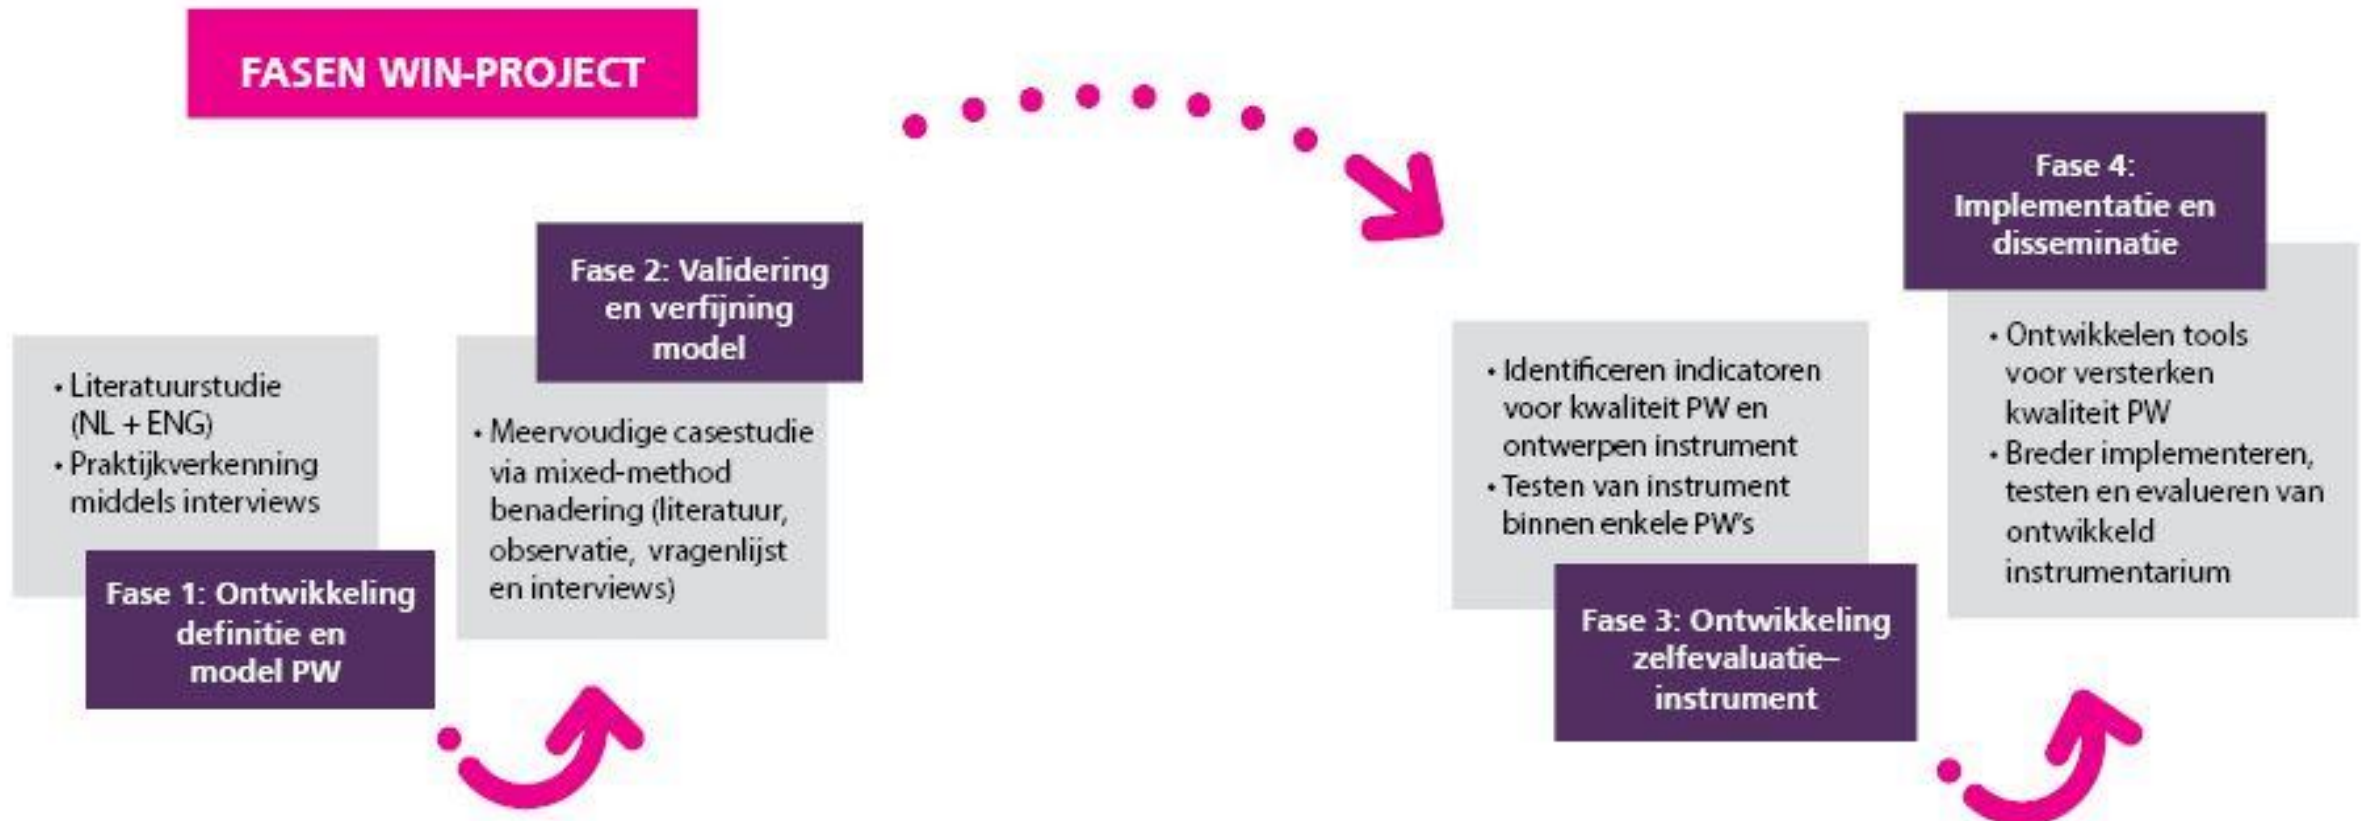 FASEN WIN-PROJECT
• Literatuurstudie
(NL + ENG)
• Praktijkverkenning
middels interviews
Fase 1: Ontwikkeling
definitie en
model PW
Fase 2: Validering
en verfijning
model
• Meervoudige casestudie
via mixed-method
benadering (literatuur,
observatie, vragenlijst
en interviews)
• Identificeren indicatoren
voor kwaliteit PW en
ontwerpen instrument
• Testen van instrument
binnen enkele PW's
Fase 3: Ontwikkeling
zelfevaluatie–
instrument
Fase 4:
Implementatie en
disseminatie
• Ontwikkelen tools
voor versterken
kwaliteit PW
• Breder implementeren,
testen en evalueren van
ontwikkeld
instrumentarium